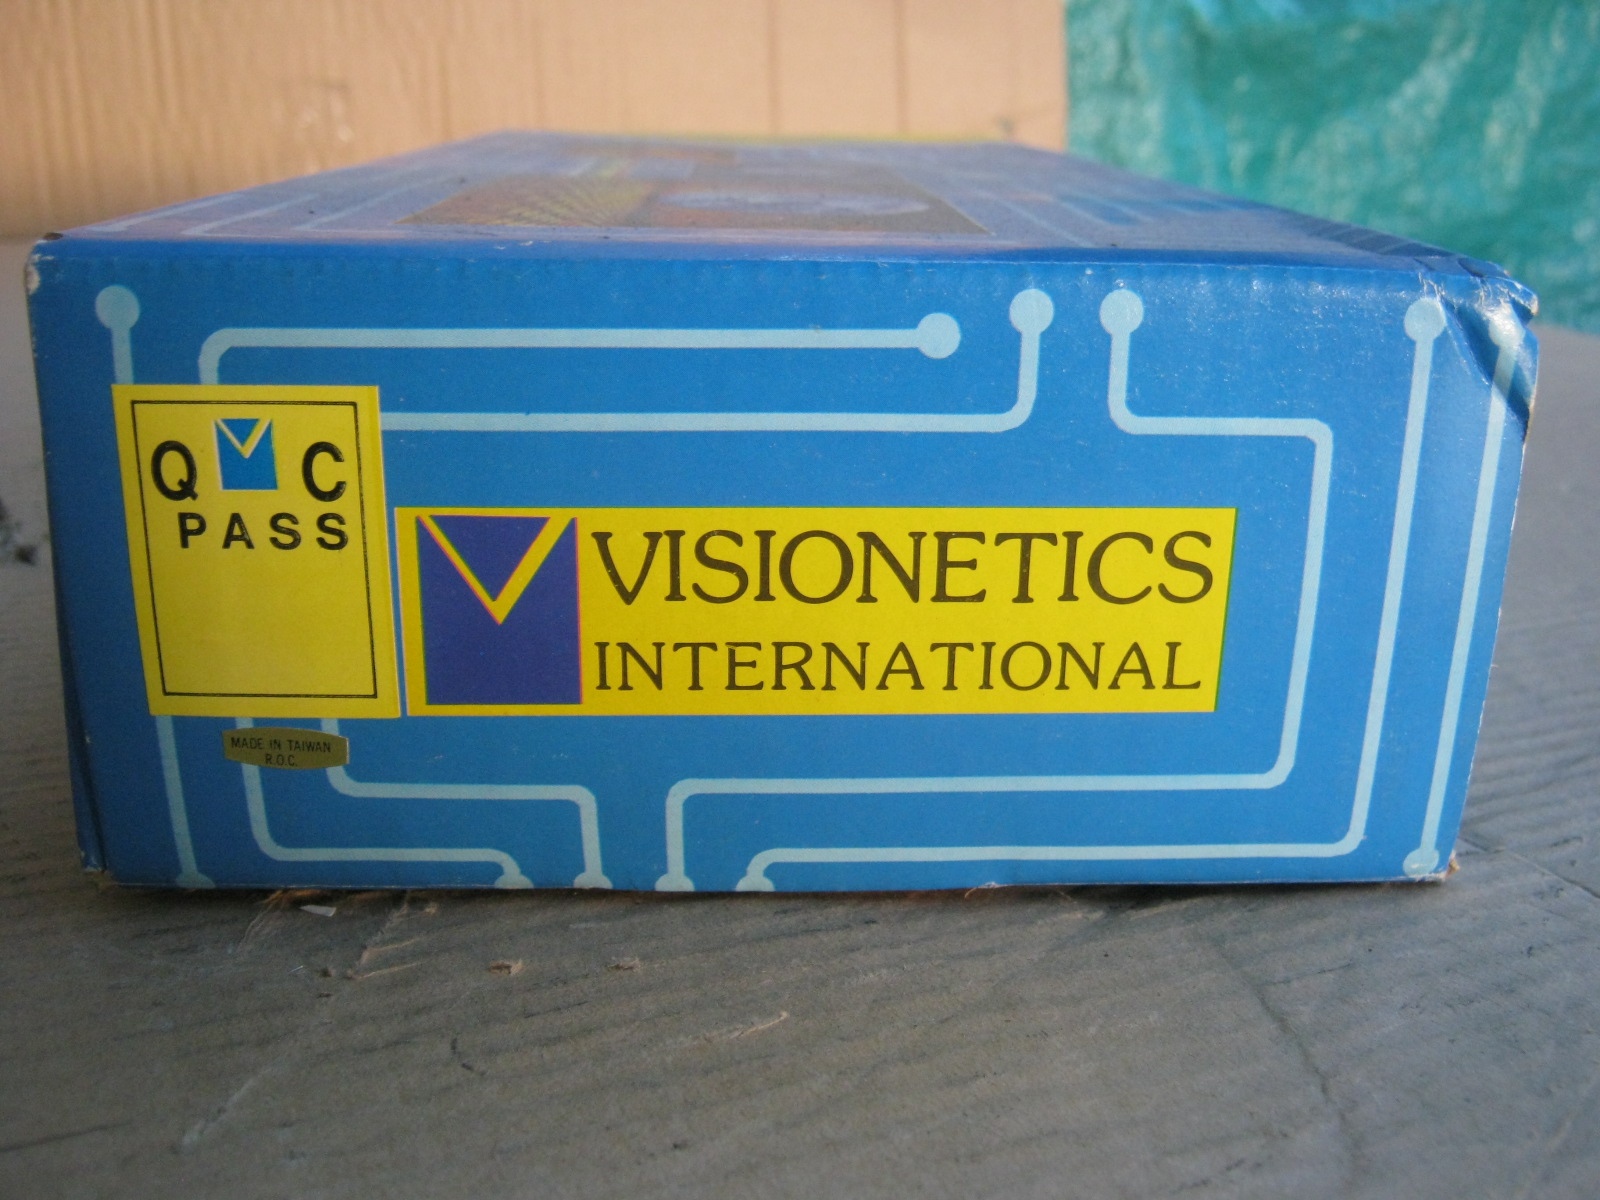 Q C
PASS
VISIONETICS
INTERNATIONAL
MADE IN TAIWAN
R.O.C.